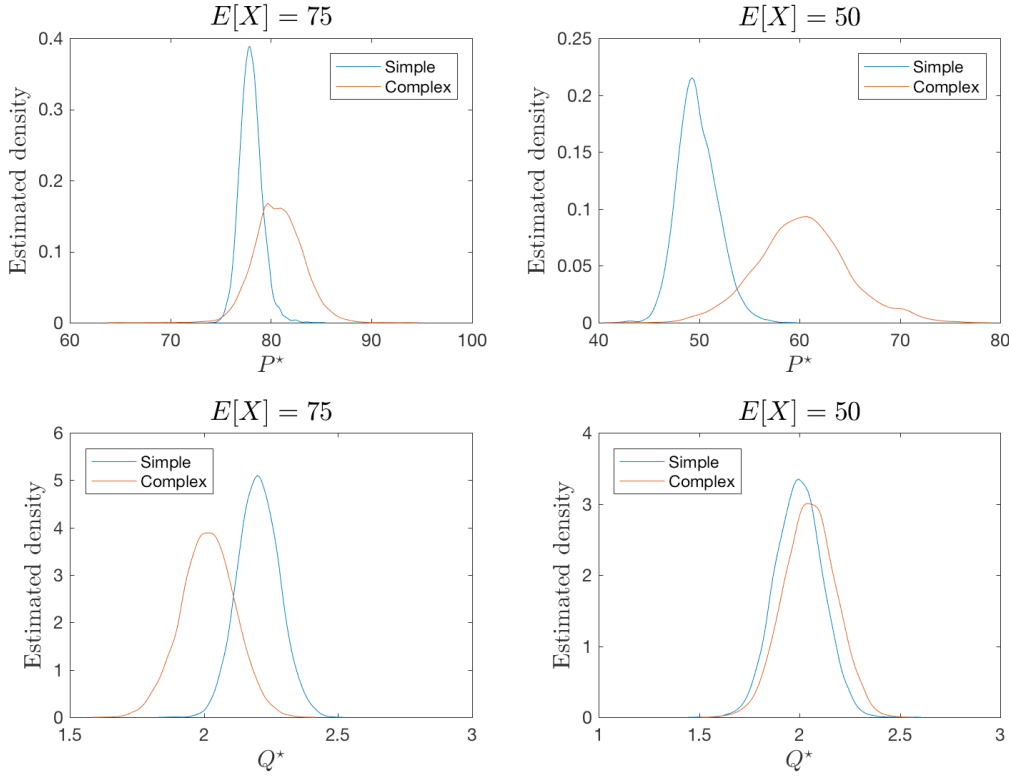 E[X] = 75
0.4
0.3
0.2
0.1
0
Estimated density
60
70
80
90
100
P⋆
Simple
Complex
E[X] = 50
0.25
0.2
0.15
0.1
0.05
0
Estimated density
40
50
60
70
80
P⋆
Simple
Complex
E[X] = 75
6
5
4
3
2
1
0
Estimated density
1.5
2
2.5
3
Q⋆
Simple
Complex
E[X] = 50
4
3
2
1
0
Estimated density
1
1.5
2
2.5
3
Q⋆
Simple
Complex